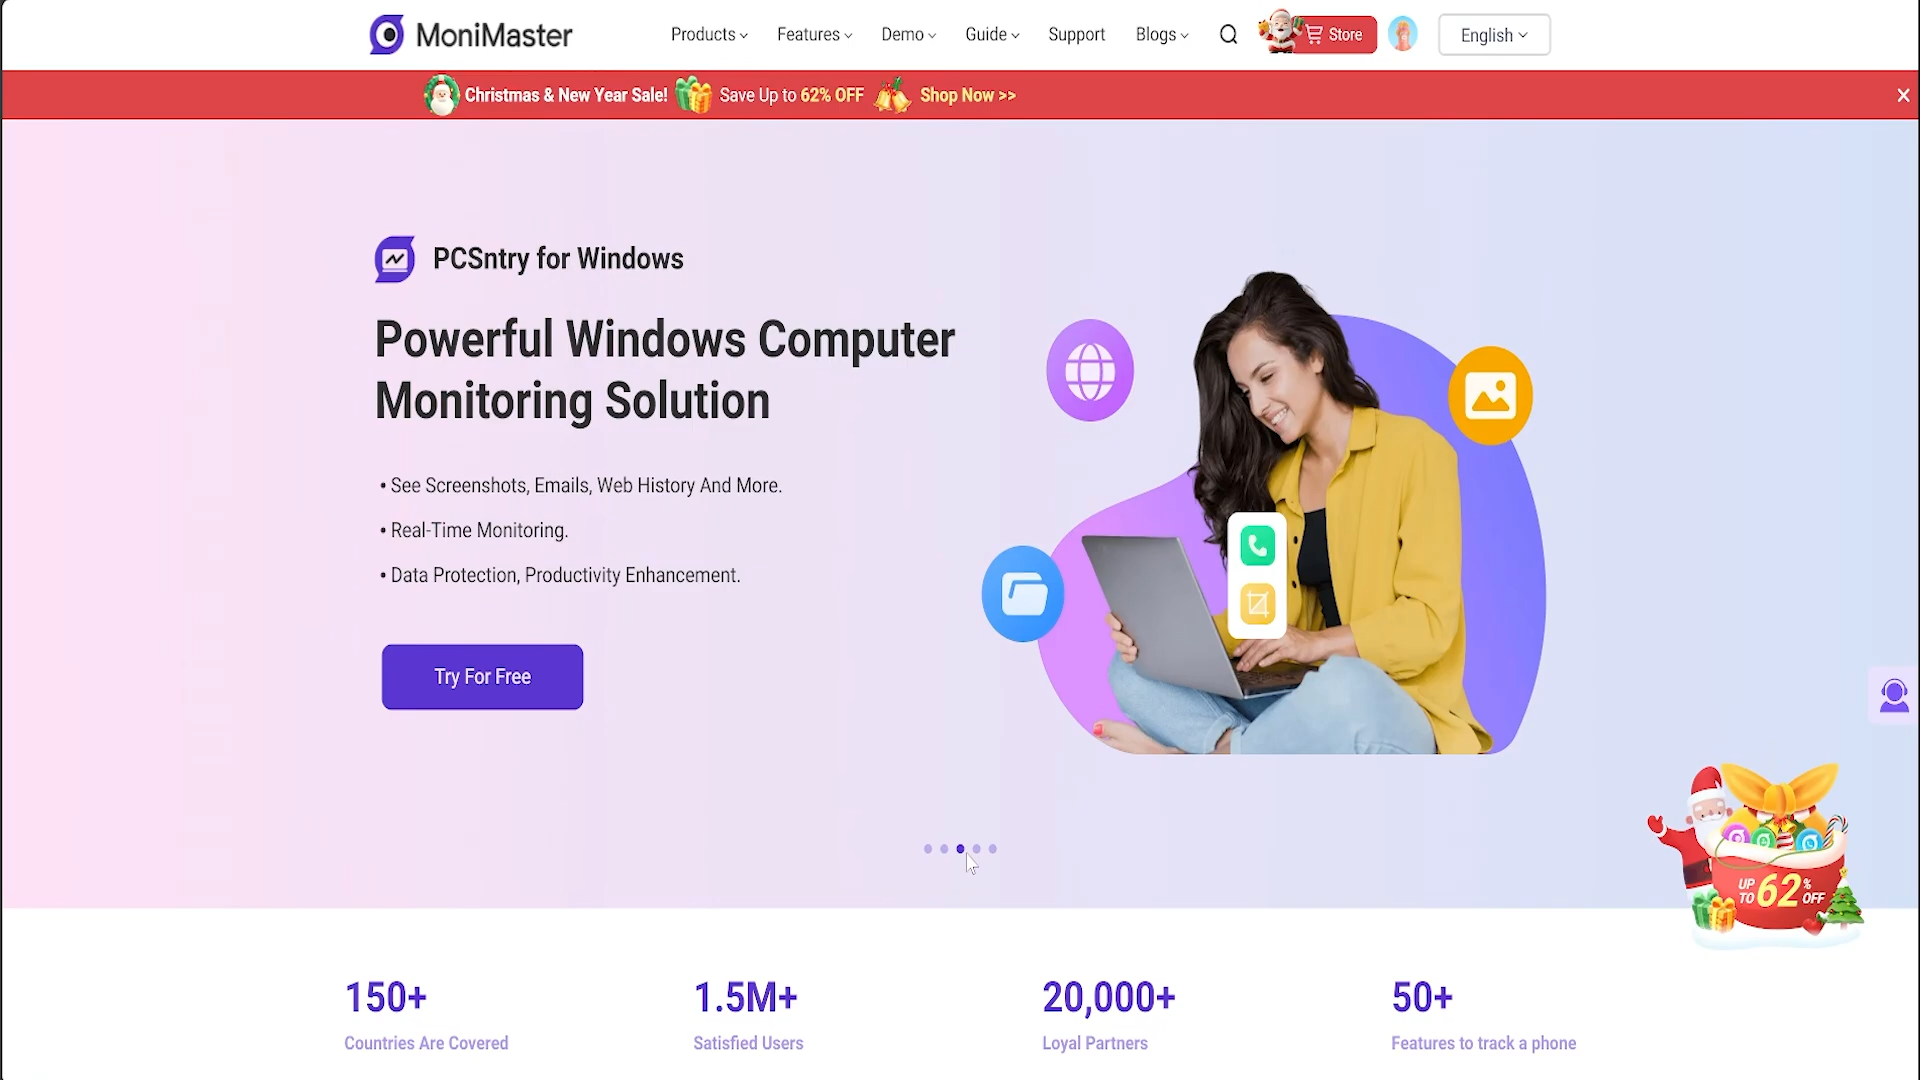 MoniMaster
Products
Features
Demo
Guide
Support
Blogs
Store
English
Christmas & New Year Sale!
Save Up to 62% OFF
Shop Now >>
PCSntry for Windows
Powerful Windows Computer
Monitoring Solution
• See Screenshots, Emails, Web History And More.
• Real-Time Monitoring.
• Data Protection, Productivity Enhancement.
Try For Free
UP TO 62% OFF
150+
Countries Are Covered
1.5M+
Satisfied Users
20,000+
Loyal Partners
50+
Features to track a phone